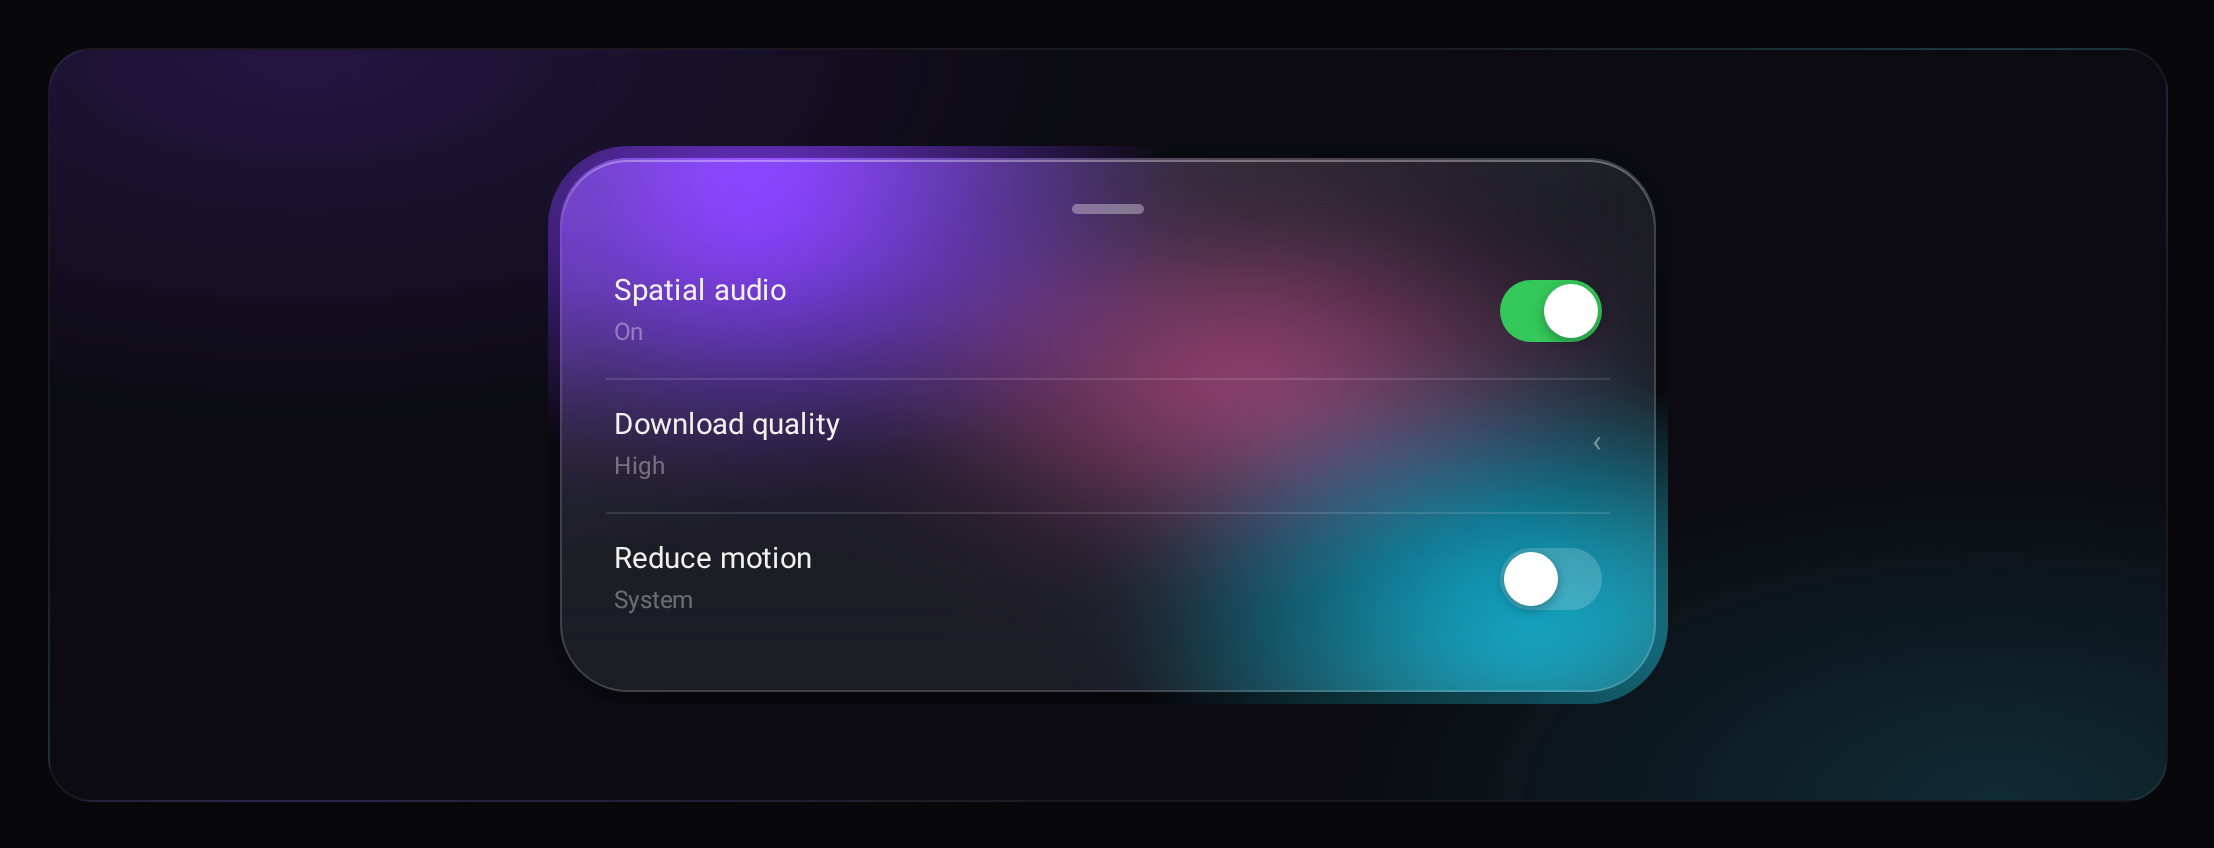 Spatial audio
On
Download quality
High
‹
Reduce motion
System